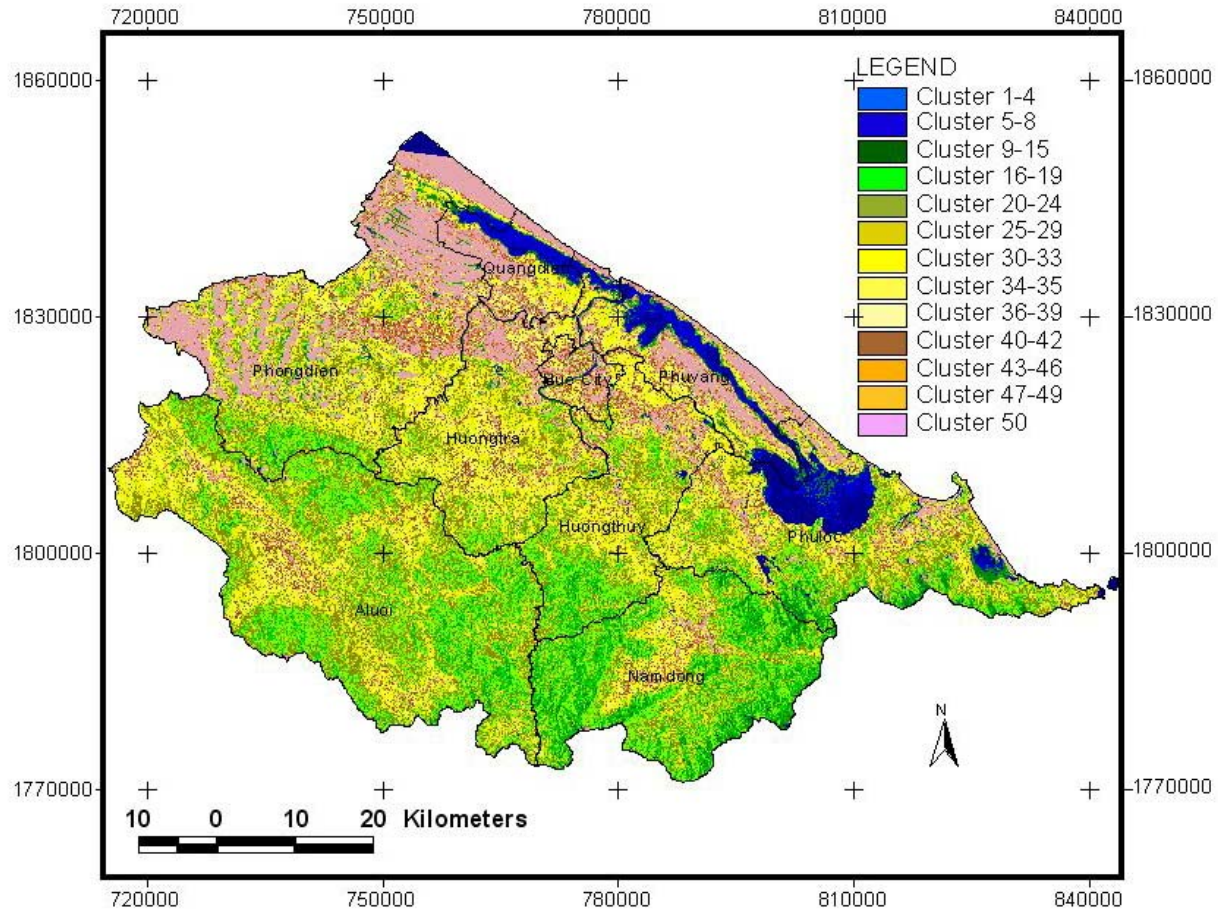 720000 750000 780000 810000 840000
1860000 1860000
LEGEND
Cluster 1-4
Cluster 5-8
Cluster 9-15
Cluster 16-19
Cluster 20-24
Cluster 25-29
Cluster 30-33
Cluster 34-35
Cluster 36-39
Cluster 40-42
Cluster 43-46
Cluster 47-49
Cluster 50
Quangdien
1830000 1830000
Phongdien
Hue City
Phuvang
Huongtra
Huongthuy
Phuloc
1800000 1800000
Aluoi
Namdong
N
1770000 1770000
10 0 10 20 Kilometers
720000 750000 780000 810000 840000